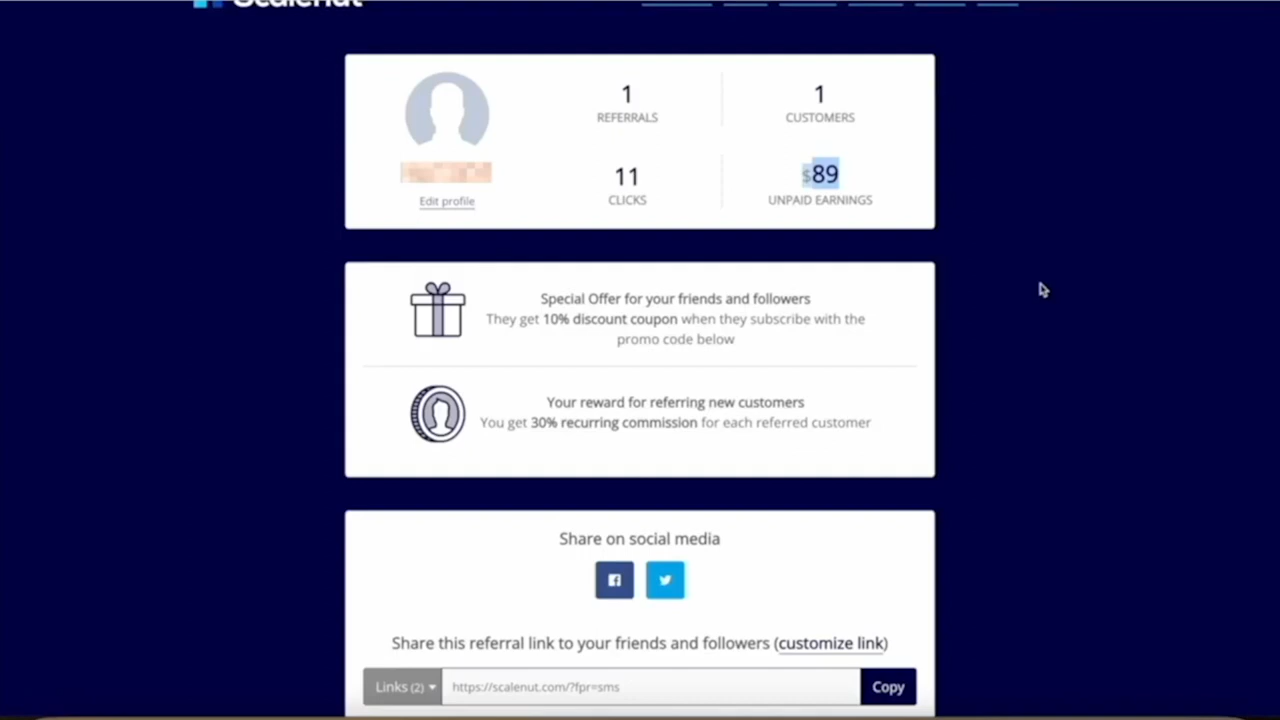 Scalenut
1
REFERRALS
1
CUSTOMERS
11
CLICKS
$89
UNPAID EARNINGS
Edit profile
Special Offer for your friends and followers
They get 10% discount coupon when they subscribe with the
promo code below
Your reward for referring new customers
You get 30% recurring commission for each referred customer
Share on social media
Share this referral link to your friends and followers (customize link)
Links (2)
https://scalenut.com/?fpr=sms
Copy